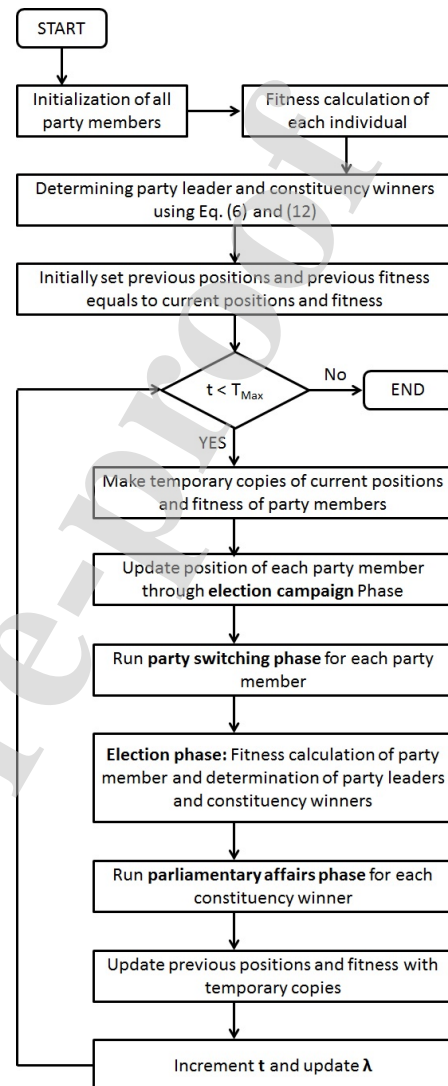 START
Initialization of all
party members
Fitness calculation of
each individual
Determining party leader and constituency winners
using Eq. (6) and (12)
Initially set previous positions and previous fitness
equals to current positions and fitness
t < T_Max
No
END
YES
Make temporary copies of current positions
and fitness of party members
Update position of each party member
through election campaign Phase
Run party switching phase for each party
member
Election phase: Fitness calculation of party
member and determination of party leaders
and constituency winners
Run parliamentary affairs phase for each
constituency winner
Update previous positions and fitness with
temporary copies
Increment t and update λ
re-proof